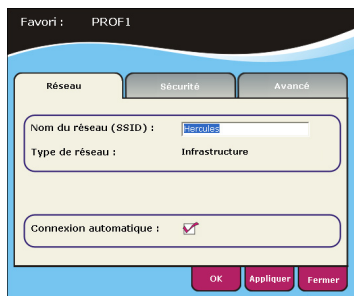 Favori : PROF1
Réseau Sécurité Avancé
Nom du réseau (SSID) : Hercules
Type de réseau : Infrastructure
Connexion automatique :
OK Appliquer Fermer